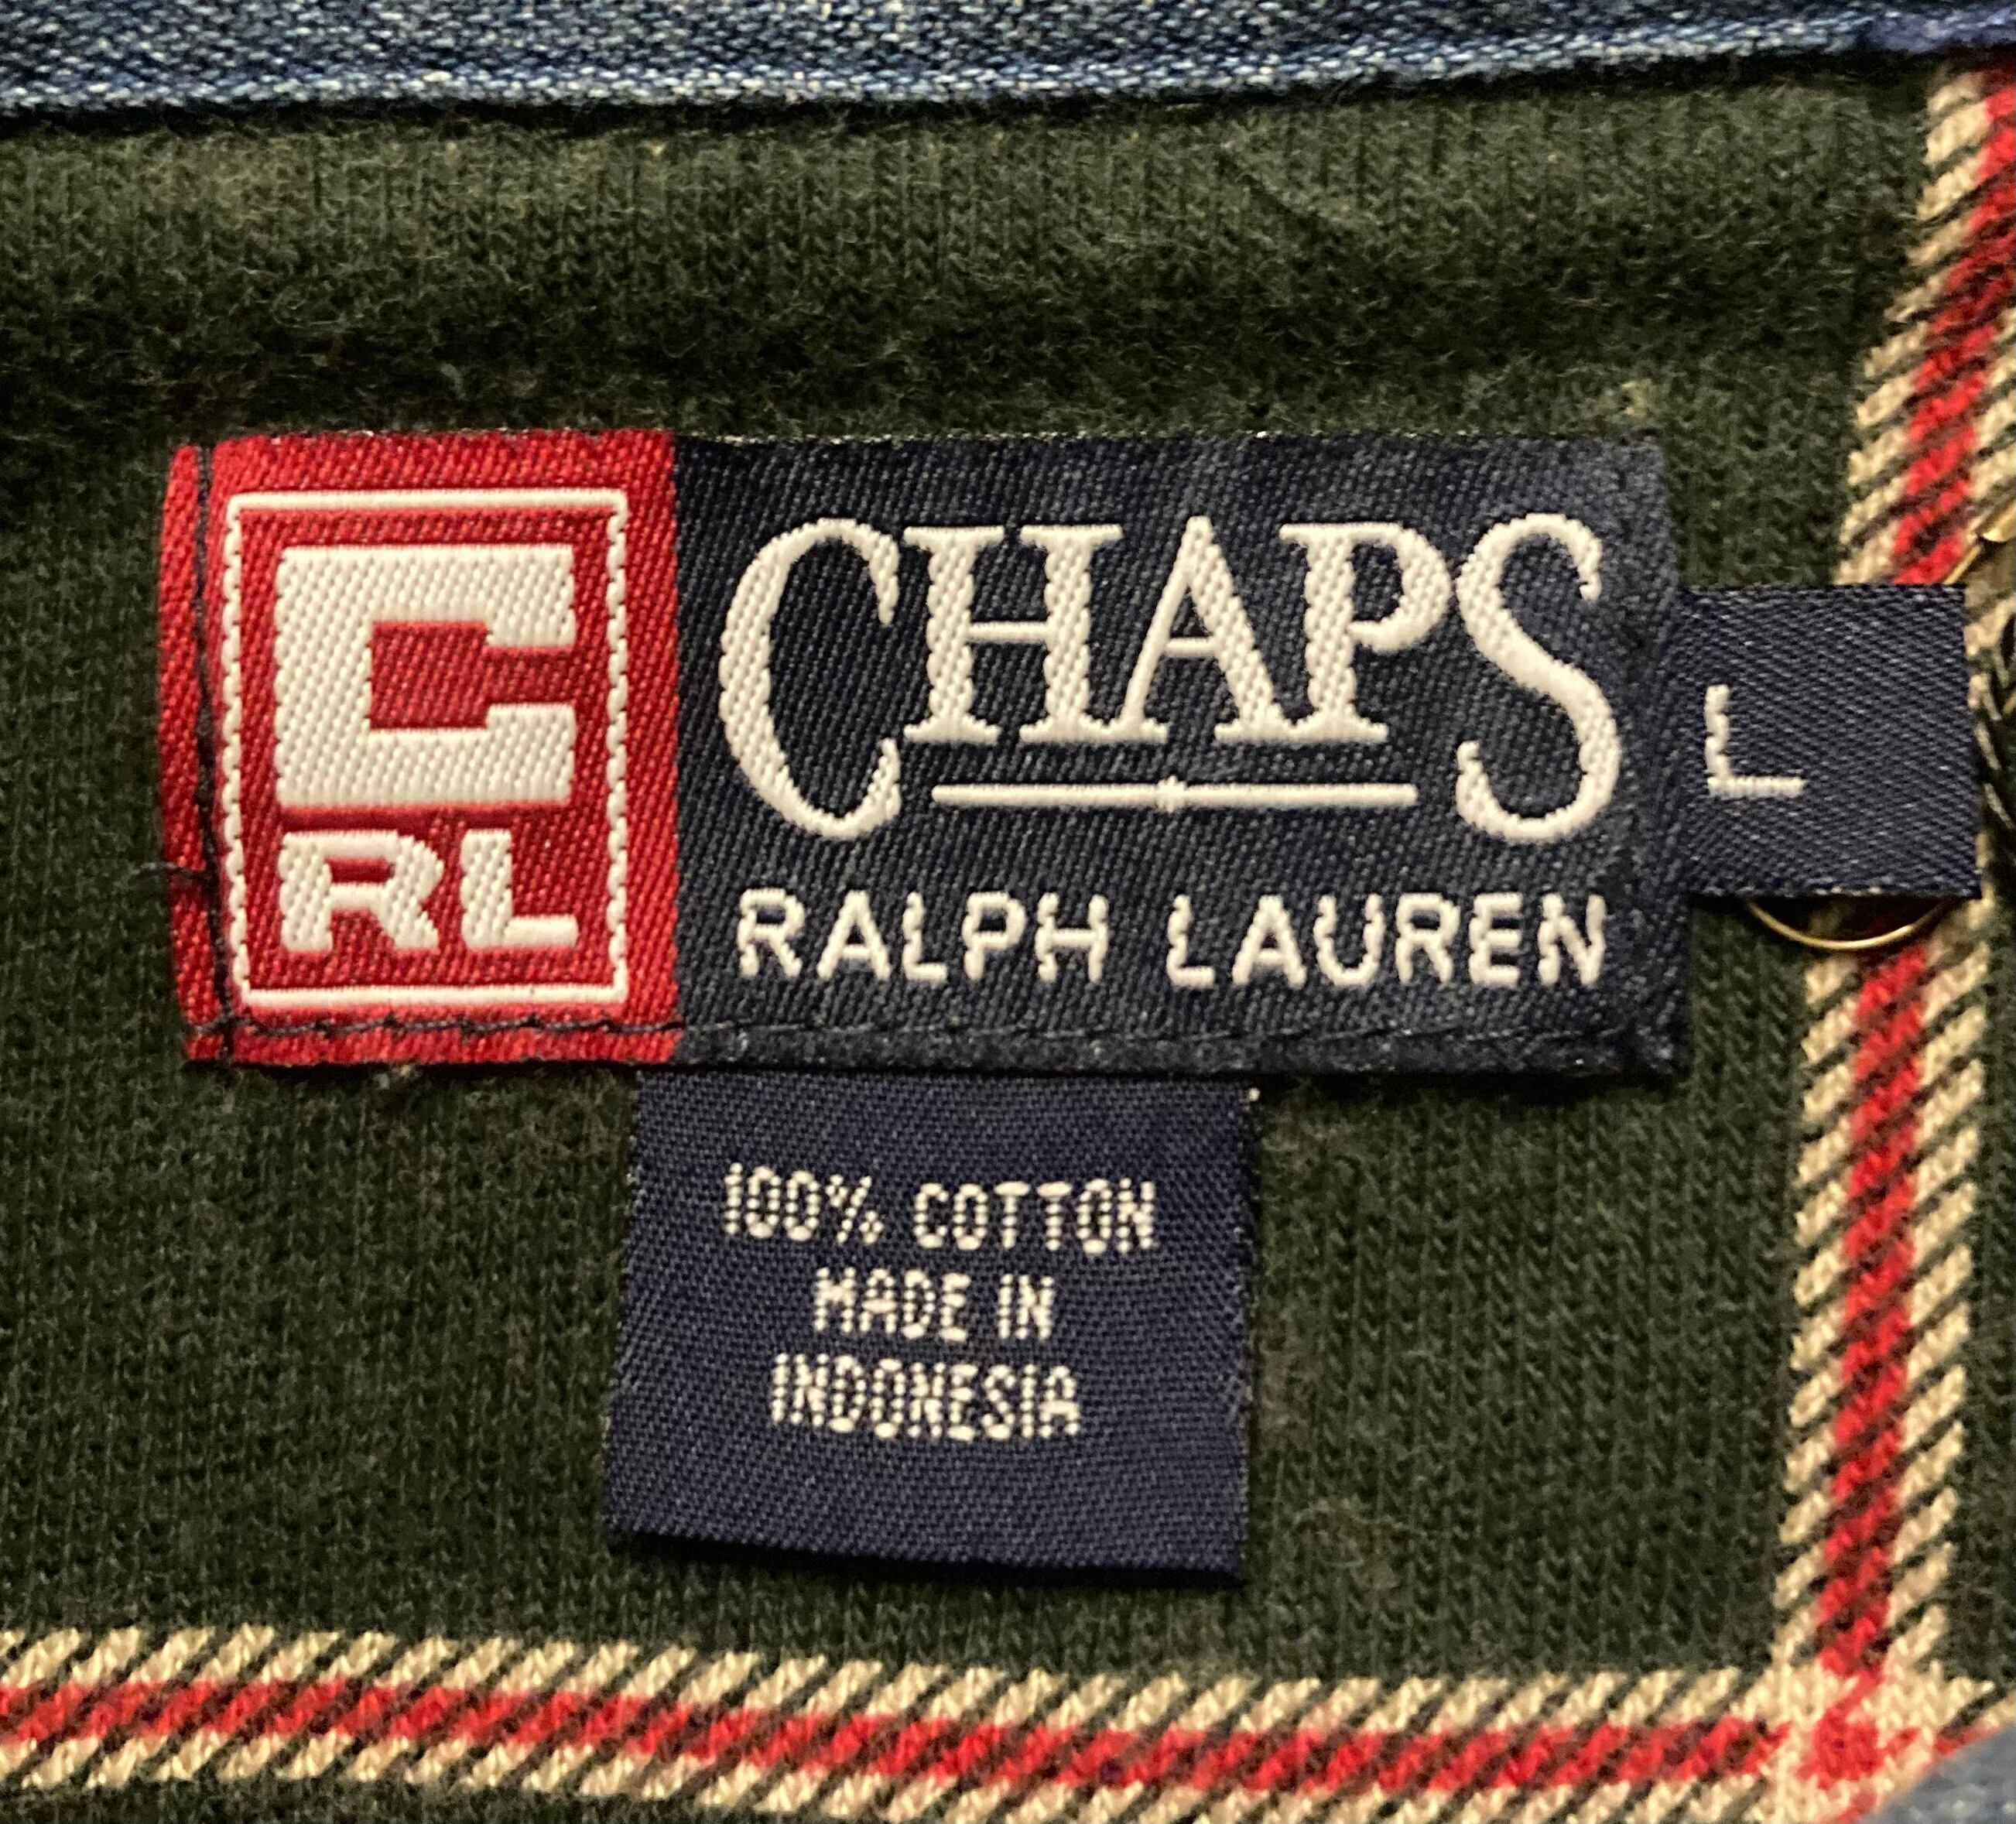 C
RL
CHAPS
RALPH LAUREN
L
100% COTTON
MADE IN
INDONESIA